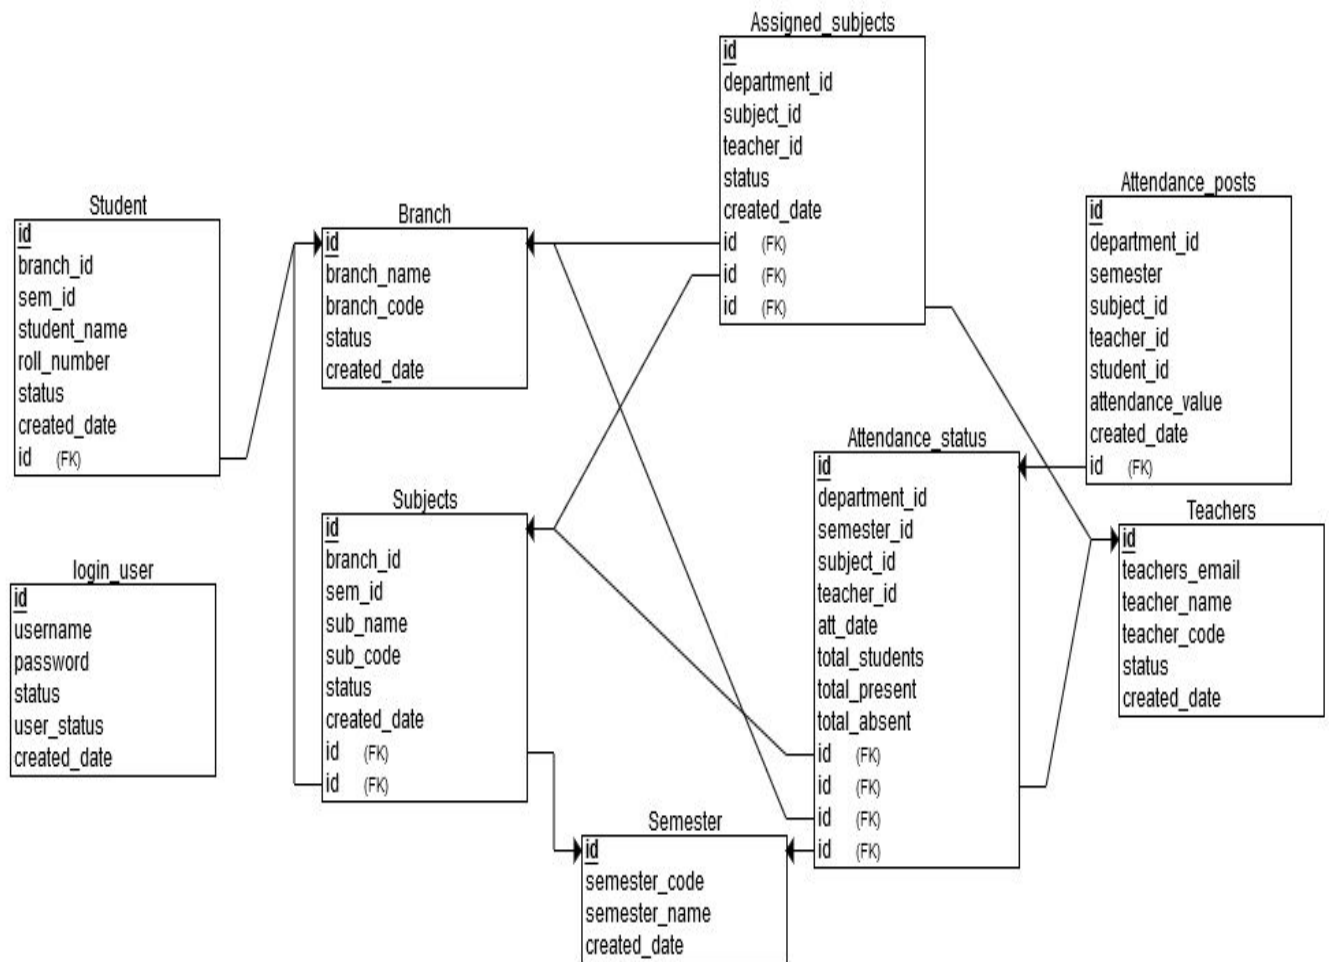 Student
id
branch_id
sem_id
student_name
roll_number
status
created_date
id (FK)
login_user
id
username
password
status
user_status
created_date
Branch
id
branch_name
branch_code
status
created_date
Subjects
id
branch_id
sem_id
sub_name
sub_code
status
created_date
id (FK)
id (FK)
Semester
id
semester_code
semester_name
created_date
Assigned_subjects
id
department_id
subject_id
teacher_id
status
created_date
id (FK)
id (FK)
id (FK)
Attendance_status
id
department_id
semester_id
subject_id
teacher_id
att_date
total_students
total_present
total_absent
id (FK)
id (FK)
id (FK)
id (FK)
Attendance_posts
id
department_id
semester
subject_id
teacher_id
student_id
attendance_value
created_date
id (FK)
Teachers
id
teachers_email
teacher_name
teacher_code
status
created_date